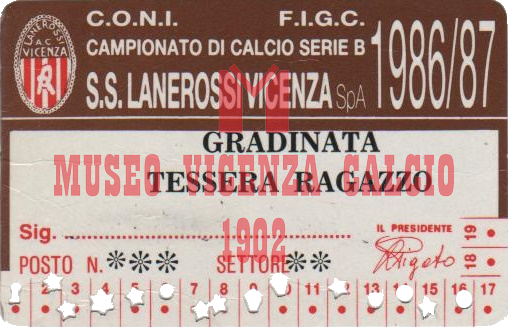 C.O.N.I. F.I.G.C.
CAMPIONATO DI CALCIO SERIE B 1986/87
S.S. LANEROSSI VICENZA SpA
LANEROSSI
A.C.
VICENZA
GRADINATA
MUSEO VICENZA CALCIO
TESSERA RAGAZZO
1902
Sig.
IL PRESIDENTE
POSTO N. *** SETTORE **
19
18
2 3 4 6 7 8 9 10 11 12 13 14 15 16 17